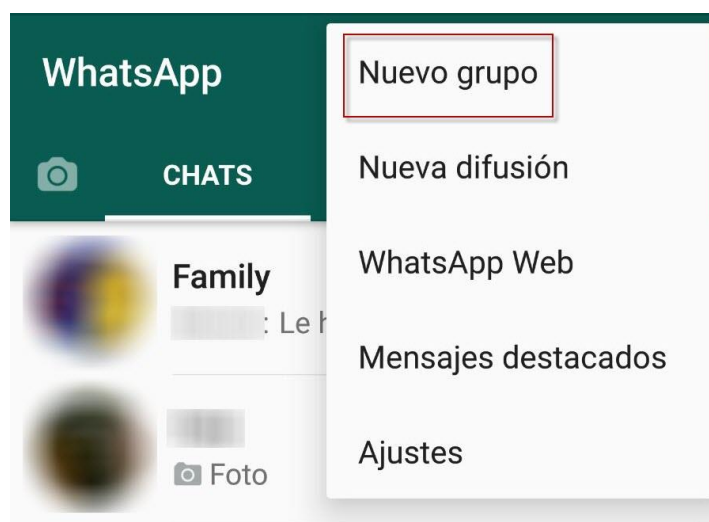 WhatsApp
CHATS
Family
: Le
Foto
Nuevo grupo
Nueva difusión
WhatsApp Web
Mensajes destacados
Ajustes